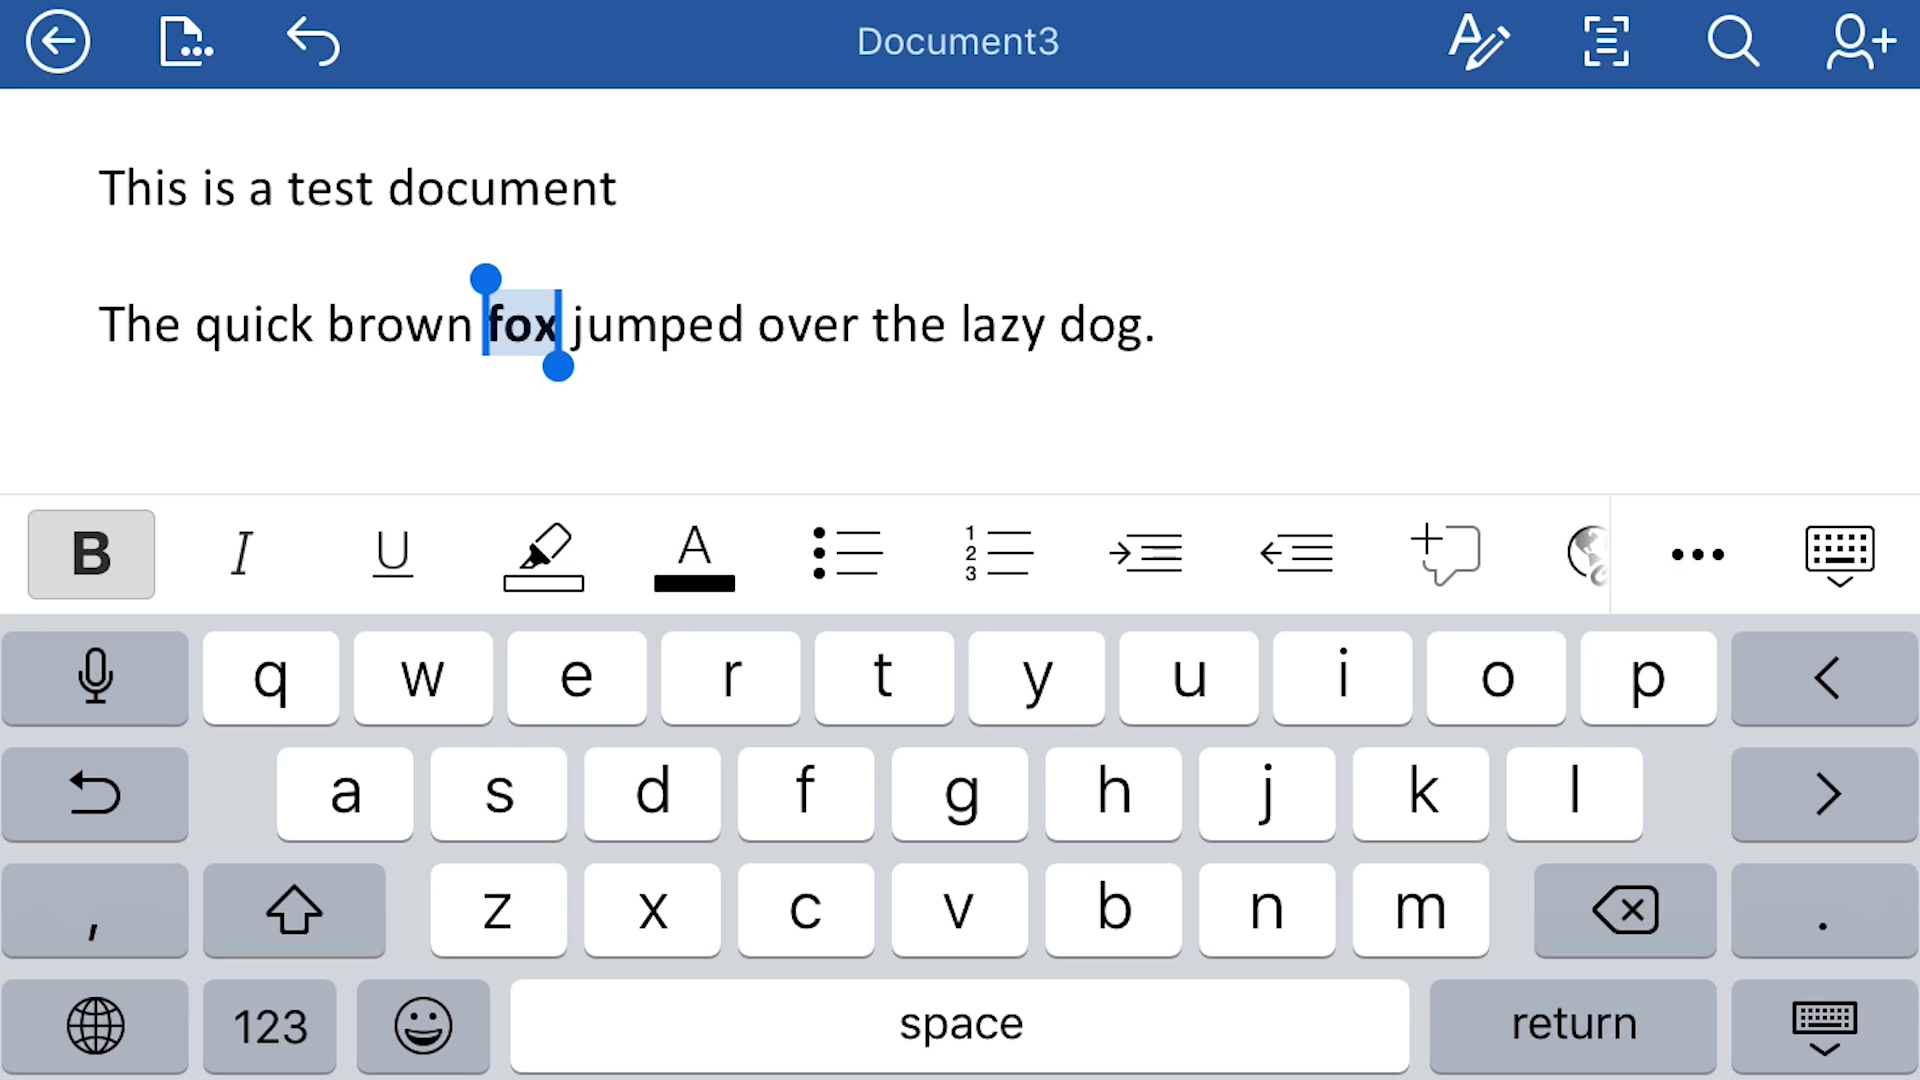 Document3
This is a test document
The quick brown fox jumped over the lazy dog.
B I U A
1
2
3
q w e r t y u i o p <
a s d f g h j k l >
, z x c v b n m .
123 space return